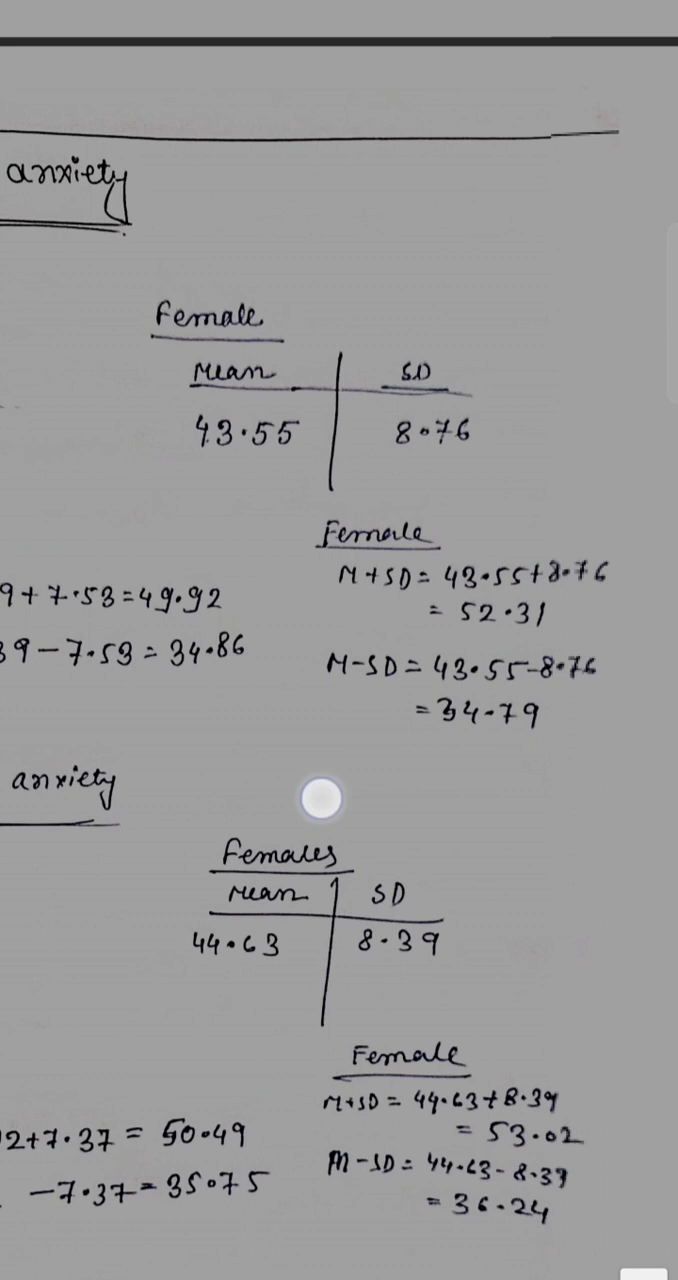 anxiety
Female
Mean SD
43.55 8.76
Female
M+SD = 43.55+8.76
= 52.31
M-SD = 43.55-8.76
= 34.79
9+7.53=49.92
39-7.53=34.86
anxiety
Females
Mean SD
44.63 8.39
Female
M+SD = 44.63+8.39
= 53.02
M-SD = 44.63-8.39
= 36.24
2+7.37= 50.49
-7.37=35.75